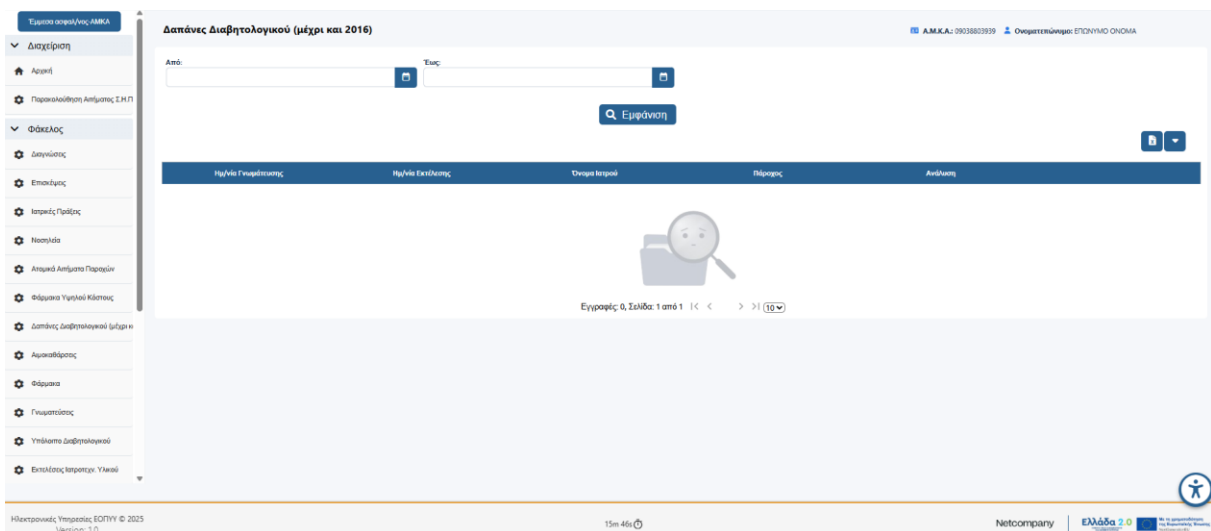 Έμμεσα ασφαλ/νος-ΑΜΚΑ
Διαχείριση
Αρχική
Παρακολούθηση Αιτήματος Σ.Η.Π
Φάκελος
Διαγνώσεις
Επισκέψεις
Ιατρικές Πράξεις
Νοσηλεία
Ατομικά Αιτήματα Παροχών
Φάρμακα Υψηλού Κόστους
Δαπάνες Διαβητολογικού (μέχρι κ
Αιμοκαθάρσεις
Φάρμακα
Γνωματεύσεις
Υπόλοιπο Διαβητολογικού
Εκτελέσεις Ιατροτεχν. Υλικού
Δαπάνες Διαβητολογικού (μέχρι και 2016)
Α.Μ.Κ.Α.: 09038803939 Ονοματεπώνυμο: ΕΠΩΝΥΜΟ ΟΝΟΜΑ
Από: Έως:
Εμφάνιση
Ημ/νία Γνωμάτευσης Ημ/νία Εκτέλεσης Όνομα Ιατρού Πάροχος Ανάλυση
Εγγραφές: 0, Σελίδα: 1 από 1 10
Ηλεκτρονικές Υπηρεσίες ΕΟΠΥΥ © 2025
Version: 1.0
15m 46s
Netcompany Ελλάδα 2.0